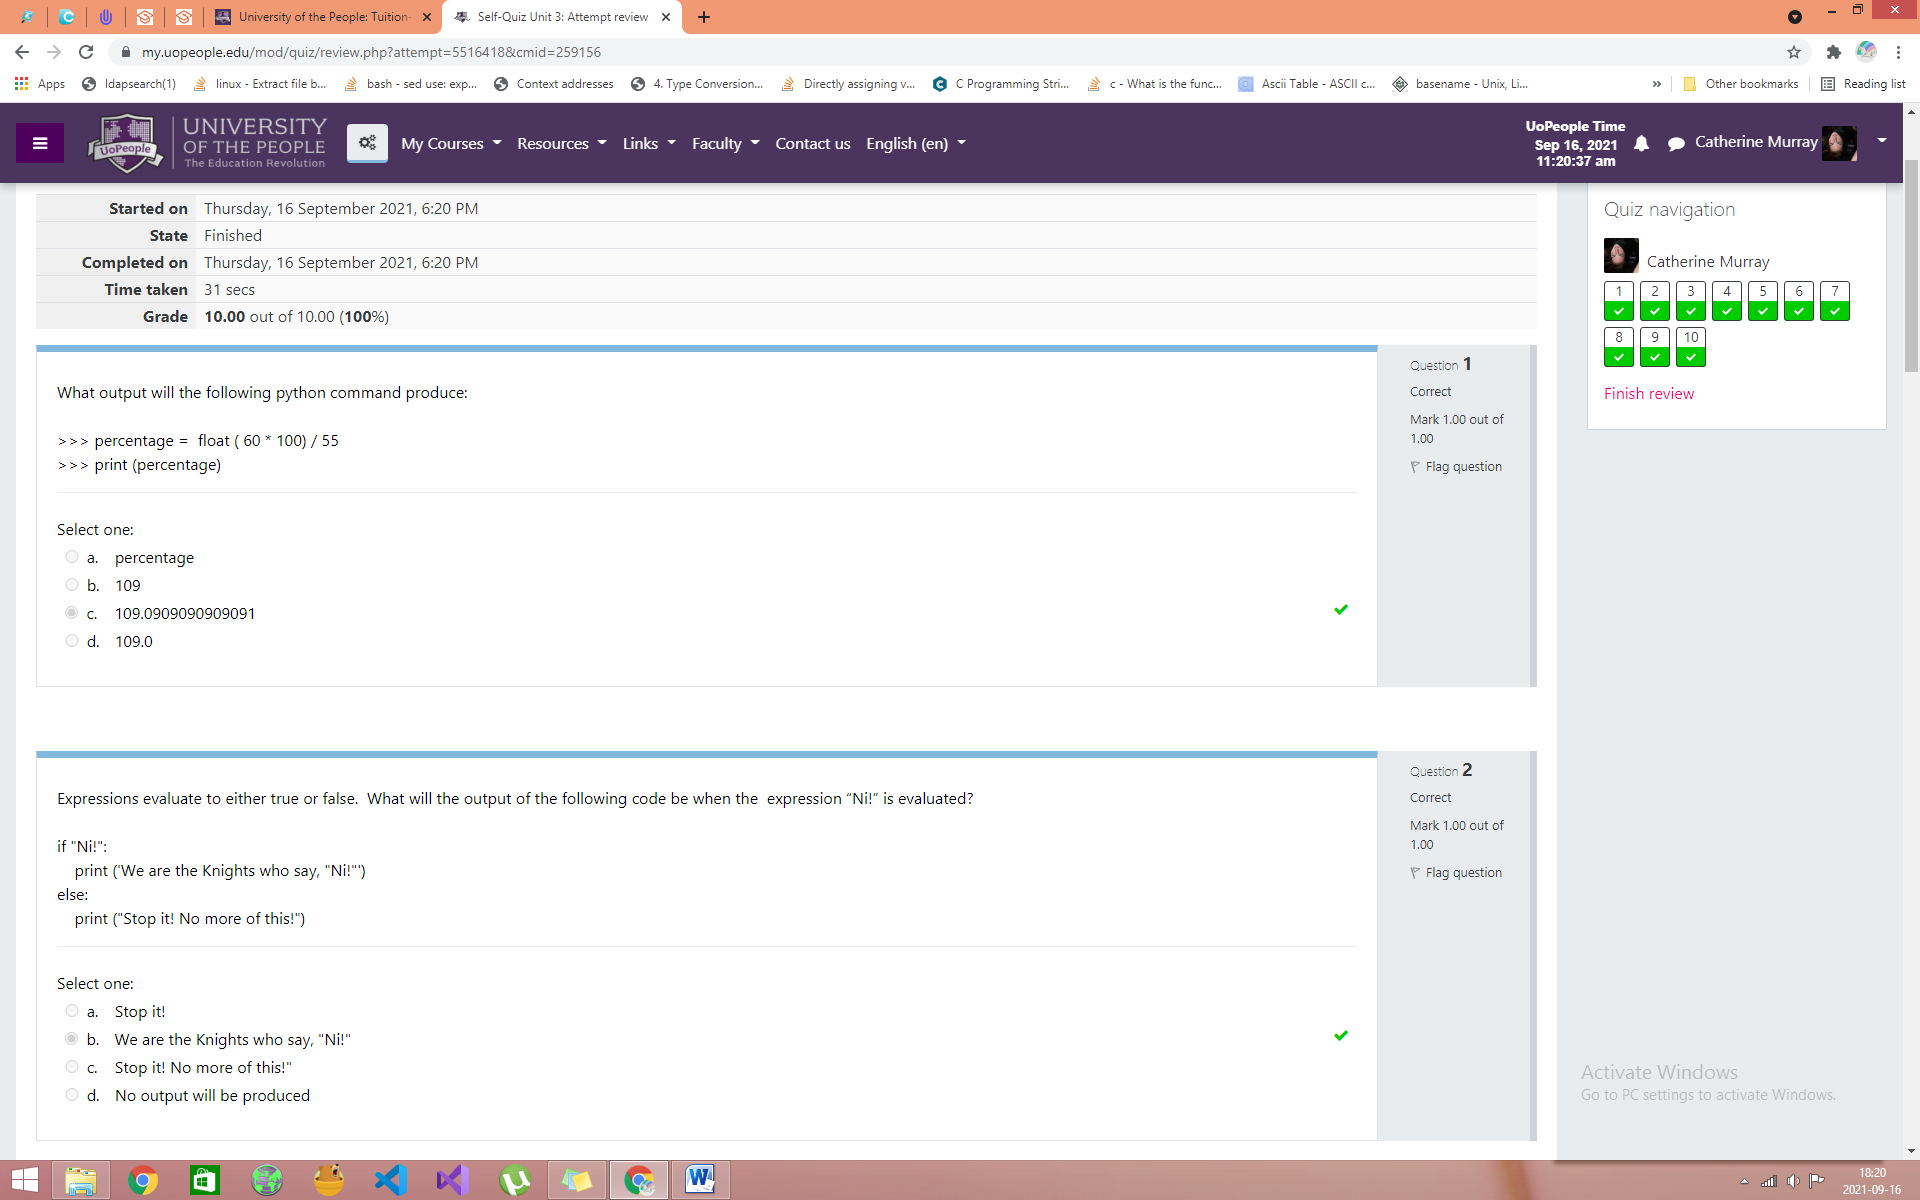 University of the People: Tuition-
Self-Quiz Unit 3: Attempt review
my.uopeople.edu/mod/quiz/review.php?attempt=5516418&cmid=259156
Apps
ldapsearch(1)
linux - Extract file b...
bash - sed use: exp...
Context addresses
4. Type Conversion...
Directly assigning v...
C Programming Stri...
c - What is the func...
Ascii Table - ASCII c...
basename - Unix, Li...
»
Other bookmarks
Reading list
UoPeople
UNIVERSITY
OF THE PEOPLE
The Education Revolution
My Courses
Resources
Links
Faculty
Contact us
English (en)
UoPeople Time
Sep 16, 2021
11:20:37 am
Catherine Murray
Started on Thursday, 16 September 2021, 6:20 PM
State Finished
Completed on Thursday, 16 September 2021, 6:20 PM
Time taken 31 secs
Grade 10.00 out of 10.00 (100%)
What output will the following python command produce:
>>> percentage =  float ( 60 * 100) / 55
>>> print (percentage)
Select one:
a. percentage
b. 109
c. 109.0909090909091
d. 109.0
Question 1
Correct
Mark 1.00 out of
1.00
Flag question
Expressions evaluate to either true or false.  What will the output of the following code be when the  expression “Ni!” is evaluated?
if "Ni!":
print ('We are the Knights who say, "Ni!"')
else:
print ("Stop it! No more of this!")
Select one:
a. Stop it!
b. We are the Knights who say, "Ni!"
c. Stop it! No more of this!"
d. No output will be produced
Question 2
Correct
Mark 1.00 out of
1.00
Flag question
Quiz navigation
Catherine Murray
1 2 3 4 5 6 7
8 9 10
Finish review
Activate Windows
Go to PC settings to activate Windows.
18:20
2021-09-16